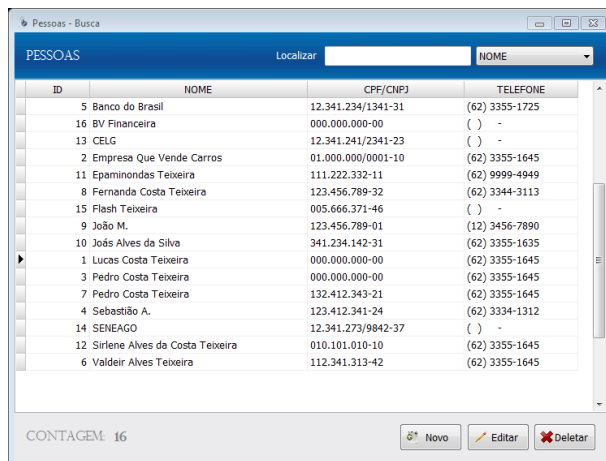 Pessoas - Busca
PESSOAS Localizar NOME
ID NOME CPF/CNPJ TELEFONE
5 Banco do Brasil 12.341.234/1341-31 (62) 3355-1725
16 BV Financeira 000.000.000-00 ( ) -
13 CELG 12.341.241/2341-23 ( ) -
2 Empresa Que Vende Carros 01.000.000/0001-10 (62) 3355-1645
11 Epaminondas Teixeira 111.222.332-11 (62) 9999-4949
8 Fernanda Costa Teixeira 123.456.789-32 (62) 3344-3113
15 Flash Teixeira 005.666.371-46 ( ) -
9 João M. 123.456.789-01 (12) 3456-7890
10 Joás Alves da Silva 341.234.142-31 (62) 3355-1635
1 Lucas Costa Teixeira 000.000.000-00 (62) 3355-1645
3 Pedro Costa Teixeira 000.000.000-00 (62) 3355-1645
7 Pedro Costa Teixeira 132.412.343-21 (62) 3355-1645
4 Sebastião A. 123.412.341-24 (62) 3334-1312
14 SENEAGO 12.341.273/9842-37 ( ) -
12 Sirlene Alves da Costa Teixeira 010.101.010-10 (62) 3355-1645
6 Valdeir Alves Teixeira 112.341.313-42 (62) 3355-1645
CONTAGEM: 16 Novo Editar Deletar